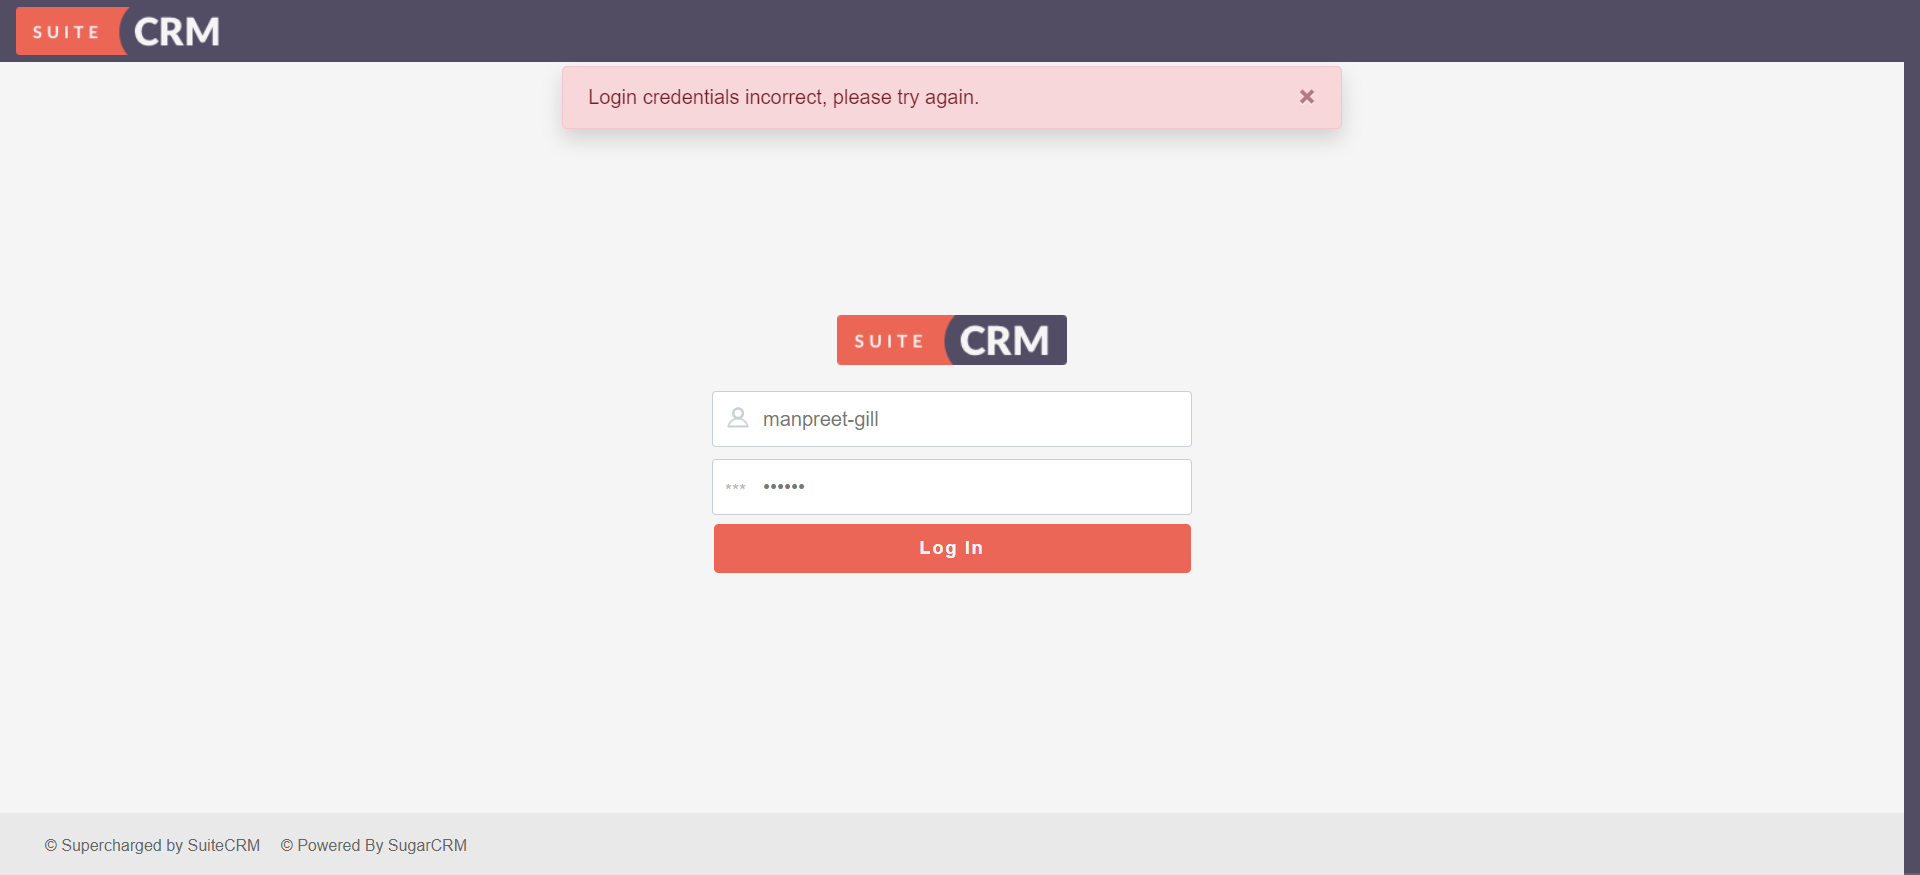 SUITE CRM
Login credentials incorrect, please try again.
SUITE CRM
manpreet-gill
*** ••••••
Log In
© Supercharged by SuiteCRM © Powered By SugarCRM